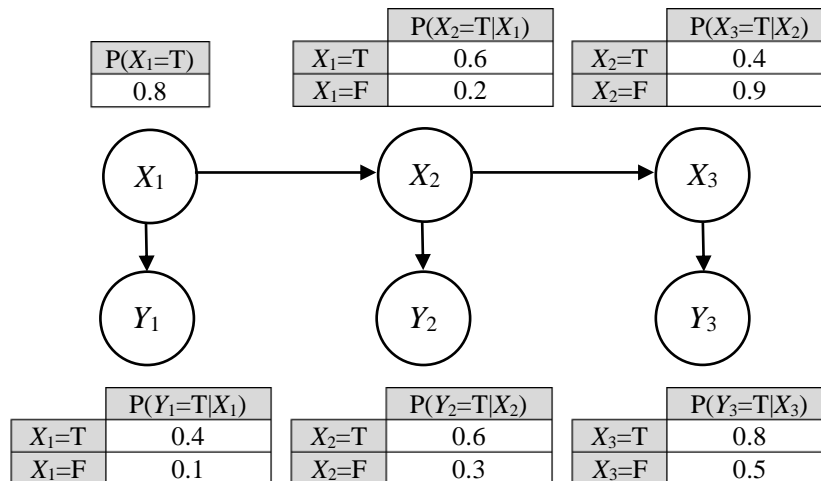 P(X₁=T)
0.8
P(X₂=T|X₁)
X₁=T 0.6
X₁=F 0.2
P(X₃=T|X₂)
X₂=T 0.4
X₂=F 0.9
X₁ X₂ X₃
Y₁ Y₂ Y₃
P(Y₁=T|X₁)
X₁=T 0.4
X₁=F 0.1
P(Y₂=T|X₂)
X₂=T 0.6
X₂=F 0.3
P(Y₃=T|X₃)
X₃=T 0.8
X₃=F 0.5